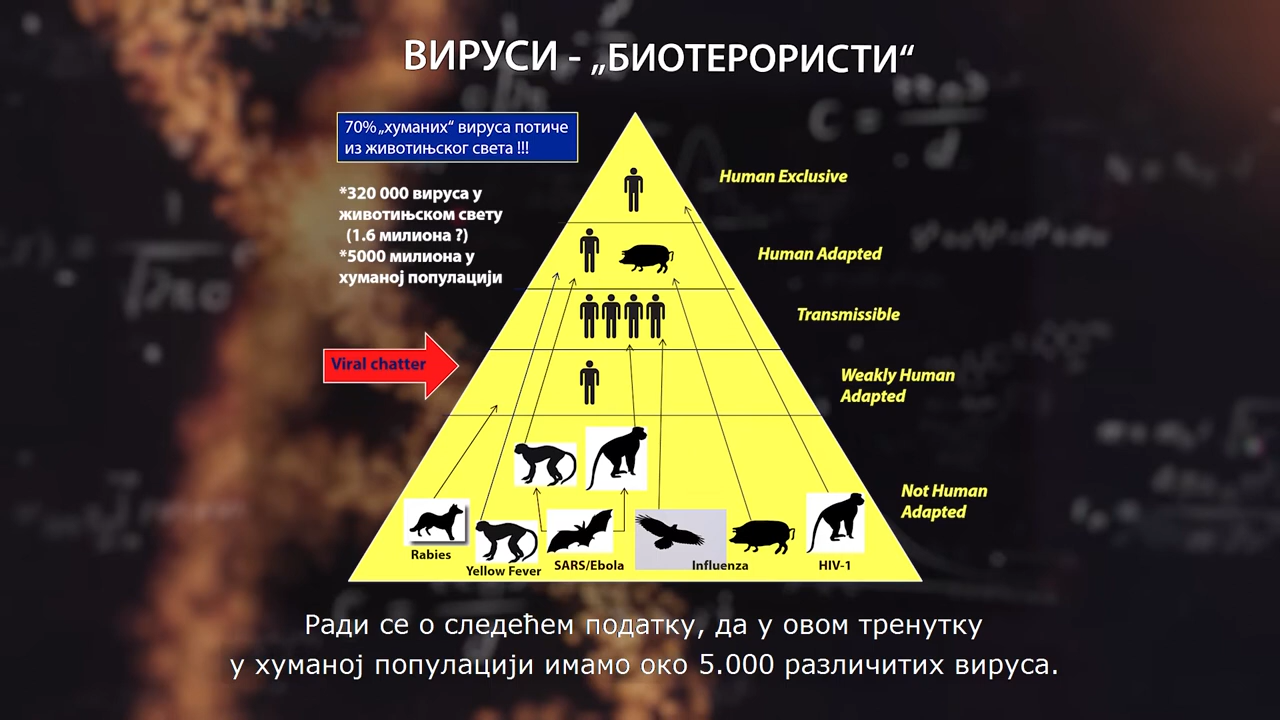 ВИРУСИ - „БИОТЕРОРИСТИ“
70%„хуманих“ вируса потиче
из животињског света !!!
*320 000 вируса у
животињском свету
(1.6 милиона ?)
*5000 милиона у
хуманој популацији
Viral chatter
Human Exclusive
Human Adapted
Transmissible
Weakly Human
Adapted
Not Human
Adapted
Rabies
Yellow Fever
SARS/Ebola
Influenza
HIV-1
Ради се о следећем податку, да у овом тренутку
у хуманој популацији имамо око 5.000 различитих вируса.